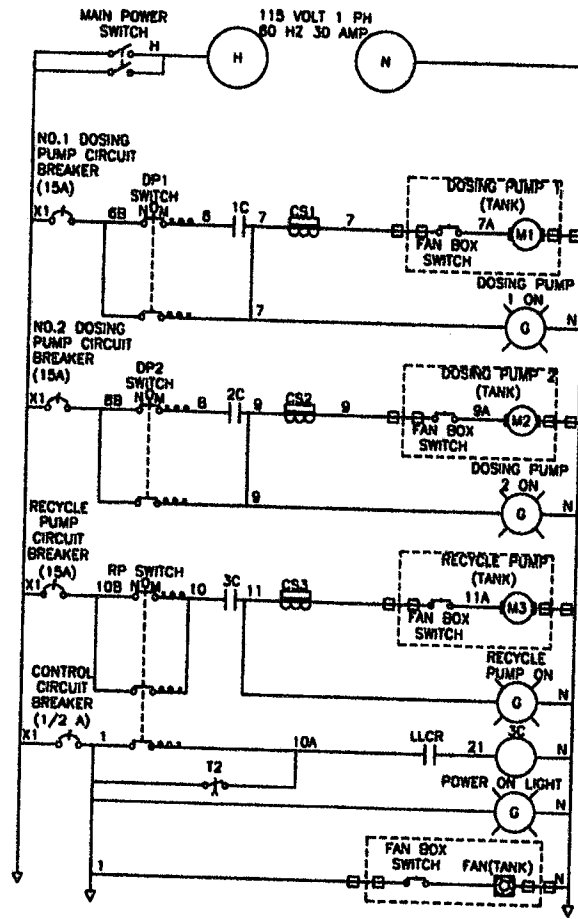 MAIN POWER
SWITCH
H
115 VOLT 1 PH
60 HZ 30 AMP
H
N
NO.1 DOSING
PUMP CIRCUIT
BREAKER
(15A)
DP1
SWITCH
NOM
X1
6B
6
1C
7
CS1
7
DOSING PUMP 1
(TANK)
7A
M1
FAN BOX
SWITCH
7
DOSING PUMP
1 ON
G
N
NO.2 DOSING
PUMP CIRCUIT
BREAKER
(15A)
DP2
SWITCH
NOM
X1
8B
8
2C
9
CS2
9
DOSING PUMP 2
(TANK)
9A
M2
FAN BOX
SWITCH
9
DOSING PUMP
2 ON
G
N
RECYCLE
PUMP
CIRCUIT
BREAKER
(15A)
RP SWITCH
NOM
X1
10B
10
3C
11
CS3
RECYCLE PUMP
(TANK)
11A
M3
FAN BOX
SWITCH
RECYCLE
PUMP ON
G
N
CONTROL
CIRCUIT
BREAKER
(1/2 A)
X1
1
10A
LLCR
21
3C
N
T2
POWER ON LIGHT
G
N
FAN BOX
SWITCH
FAN(TANK)
1
N